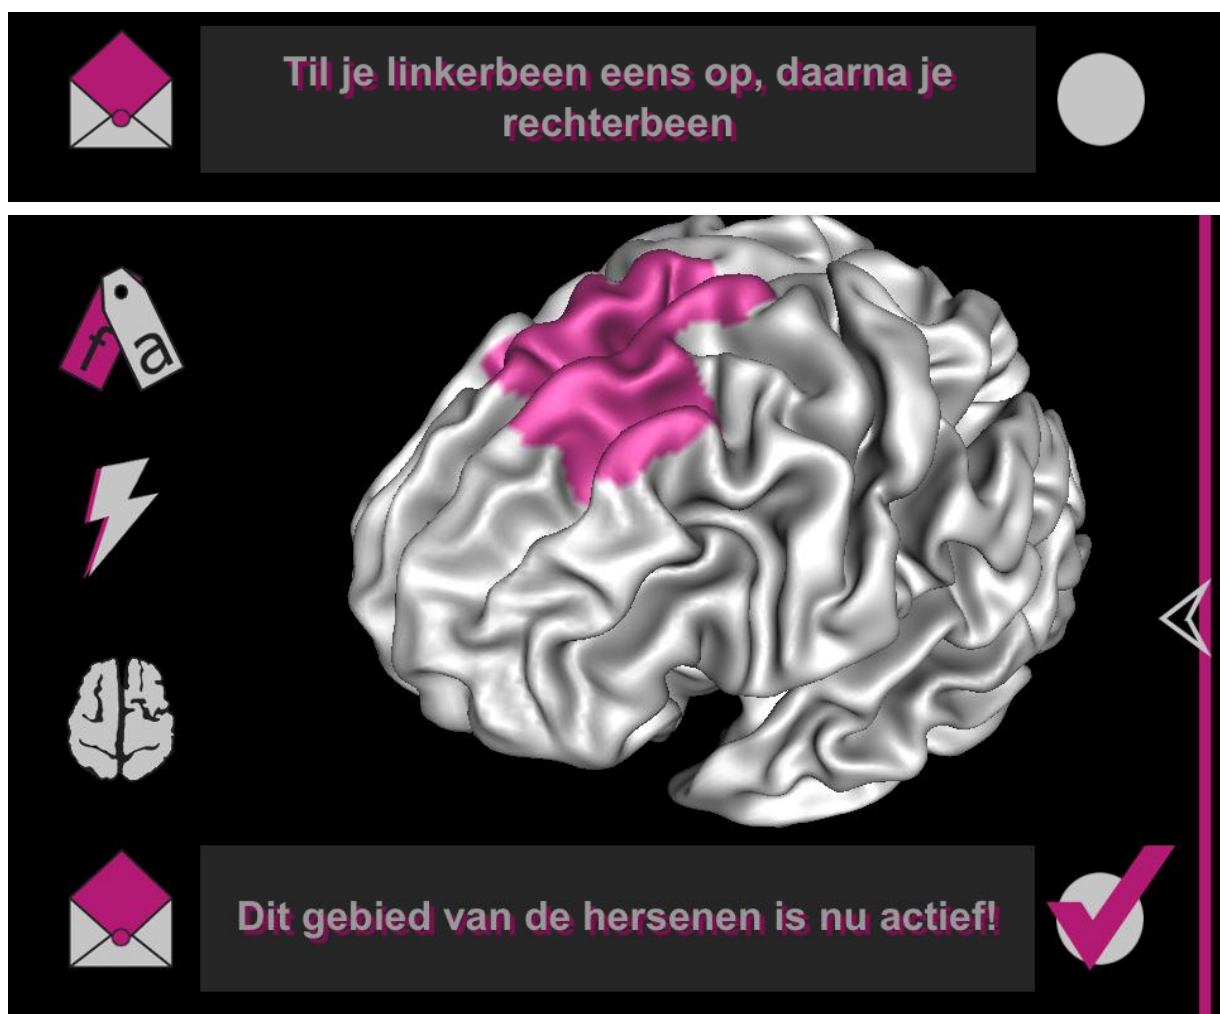 Til je linkerbeen eens op, daarna je
rechterbeen
f a
Dit gebied van de hersenen is nu actief!